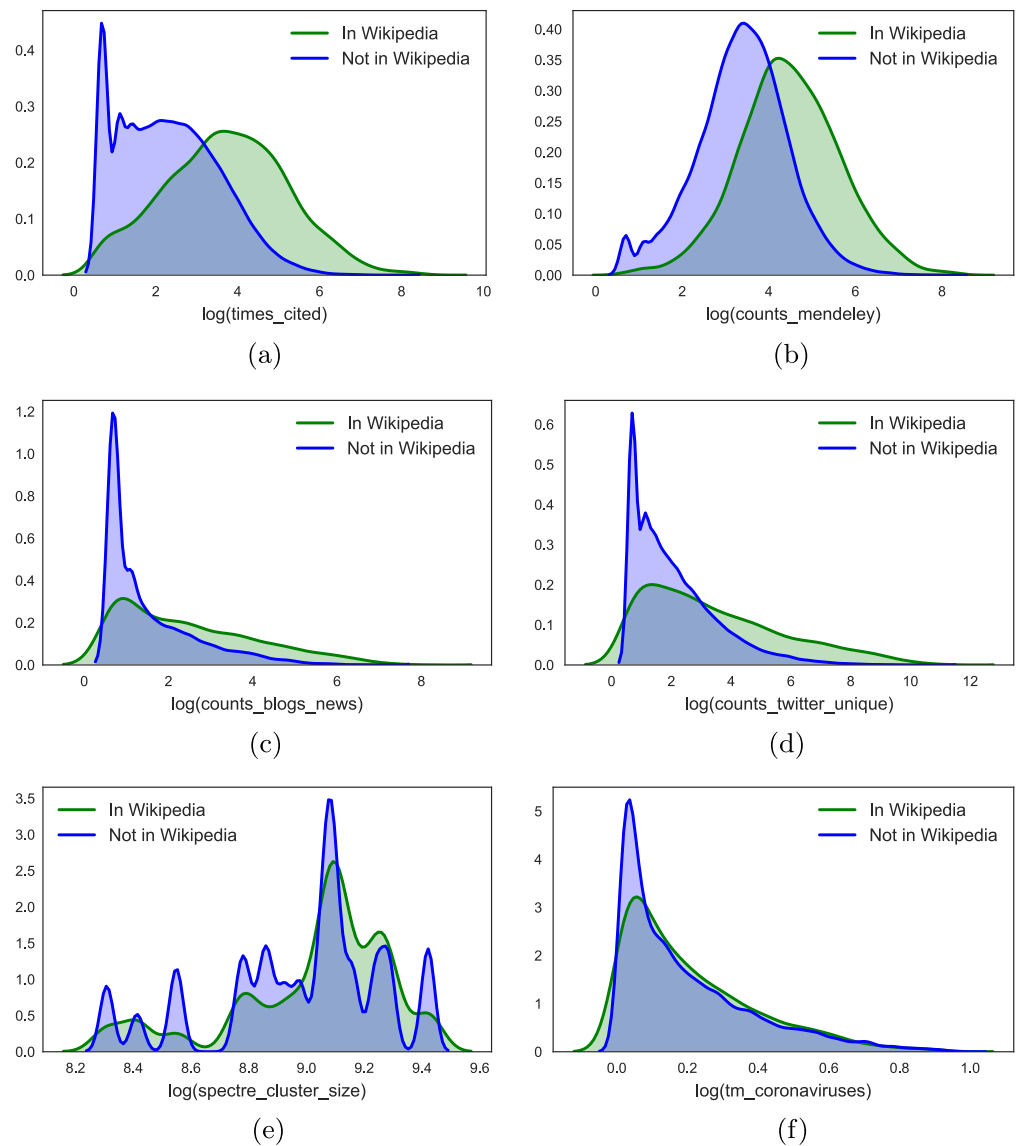 In Wikipedia
Not in Wikipedia
0.4
0.3
0.2
0.1
0.0
0 2 4 6 8 10
log(times_cited)
(a)
In Wikipedia
Not in Wikipedia
0.40
0.35
0.30
0.25
0.20
0.15
0.10
0.05
0.00
0 2 4 6 8
log(counts_mendeley)
(b)
In Wikipedia
Not in Wikipedia
1.2
1.0
0.8
0.6
0.4
0.2
0.0
0 2 4 6 8
log(counts_blogs_news)
(c)
In Wikipedia
Not in Wikipedia
0.6
0.5
0.4
0.3
0.2
0.1
0.0
0 2 4 6 8 10 12
log(counts_twitter_unique)
(d)
In Wikipedia
Not in Wikipedia
3.5
3.0
2.5
2.0
1.5
1.0
0.5
0.0
8.2 8.4 8.6 8.8 9.0 9.2 9.4 9.6
log(spectre_cluster_size)
(e)
In Wikipedia
Not in Wikipedia
5
4
3
2
1
0
0.0 0.2 0.4 0.6 0.8 1.0
log(tm_coronaviruses)
(f)